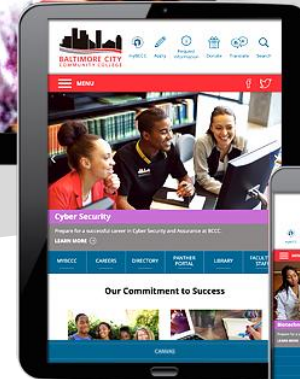 BALTIMORE CITY
COMMUNITY COLLEGE
myBCCC Apply Request Information Donate Translate Search
MENU
Cyber Security
Prepare for a successful career in Cyber Security and Assurance at BCCC.
LEARN MORE
MYBCCC CAREERS DIRECTORY PANTHER PORTAL LIBRARY FACULTY STAFF
Our Commitment to Success
CANVAS